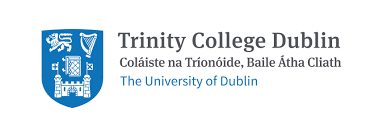 Trinity College Dublin
Coláiste na Tríonóide, Baile Átha Cliath
The University of Dublin